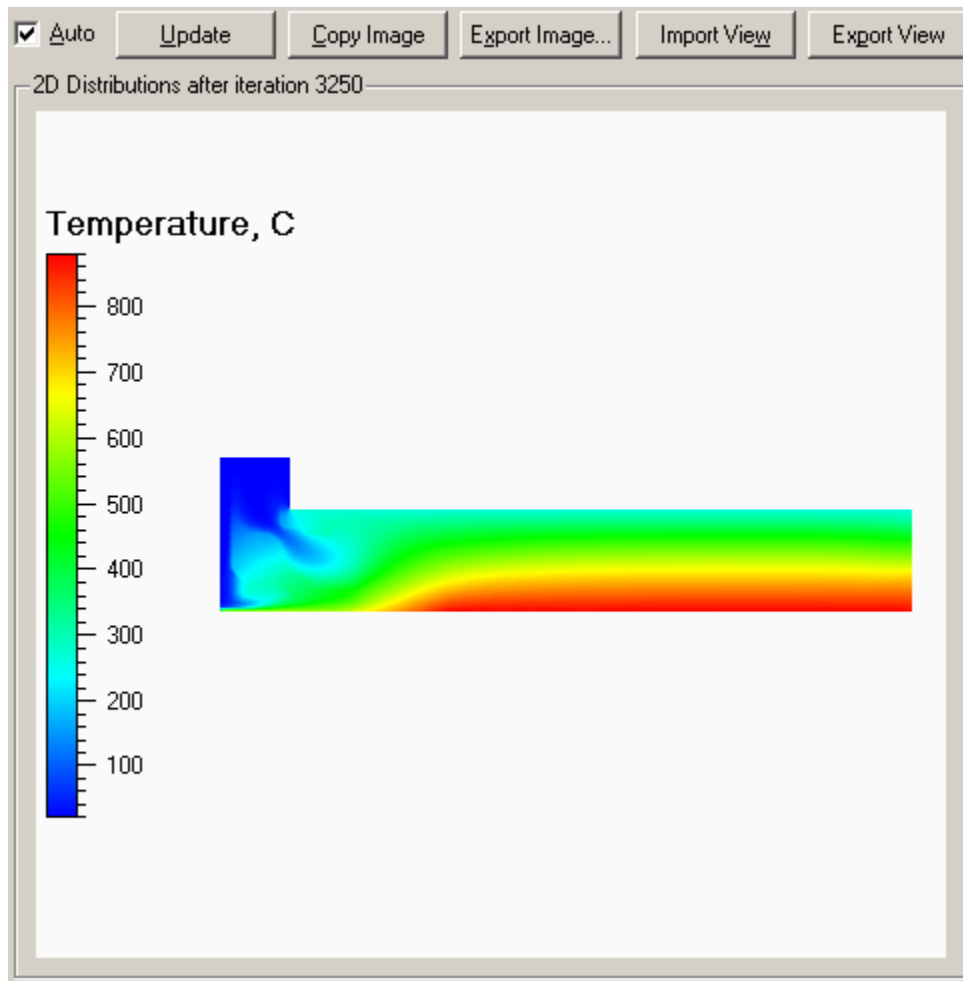 Auto Update Copy Image Export Image... Import View Export View
2D Distributions after iteration 3250
Temperature, C
800
700
600
500
400
300
200
100